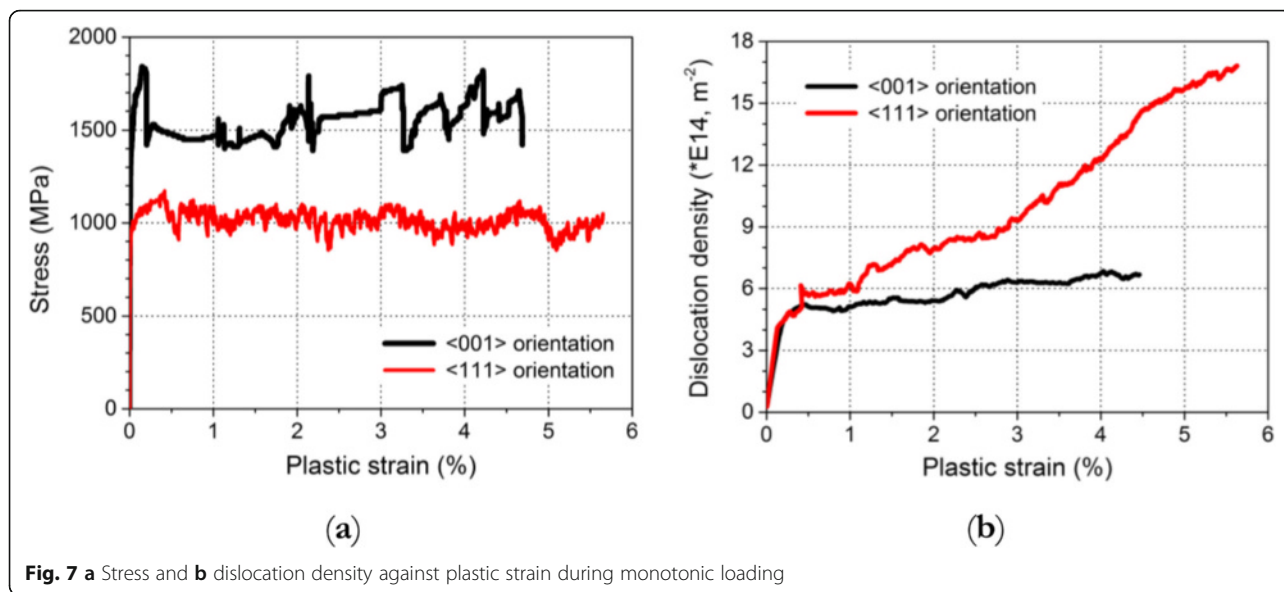 2000
1500
1000
500
0
Stress (MPa)
<001> orientation
<111> orientation
0 1 2 3 4 5 6
Plastic strain (%)
(a)
18
15
12
9
6
3
0
Dislocation density (*E14, m⁻²)
<001> orientation
<111> orientation
0 1 2 3 4 5 6
Plastic strain (%)
(b)
Fig. 7 a Stress and b dislocation density against plastic strain during monotonic loading